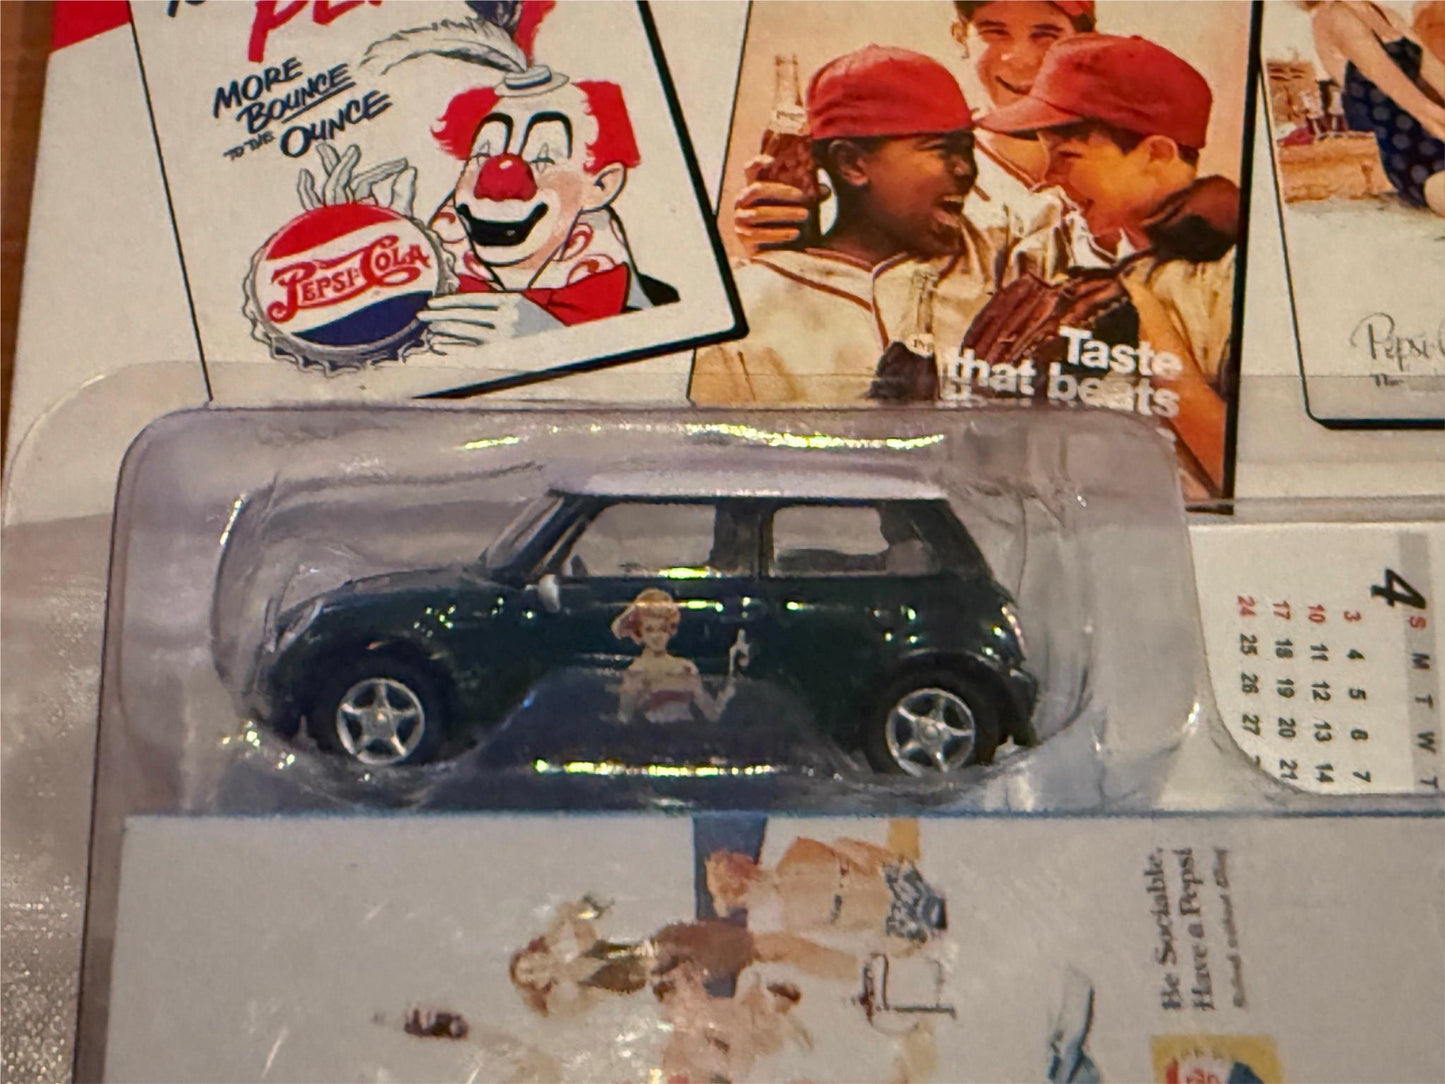 MORE
BOUNCE
TO THE OUNCE
PEPSI-COLA
Taste
that beats
Pepsi
4
S M T W T
3 4 5 6 7
10 11 12 13 14
17 18 19 20 21
24 25 26 27
Be Sociable,
Have a Pepsi